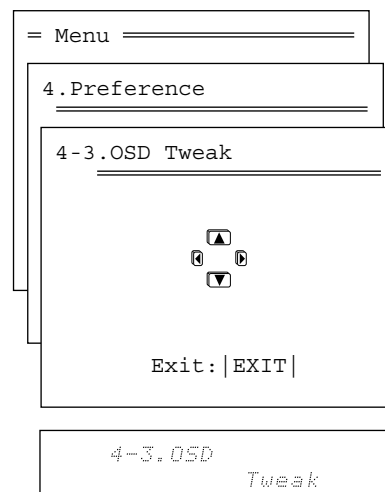 = Menu
4.Preference
4-3.OSD Tweak
Exit:|EXIT|
4-3.OSD
Tweak